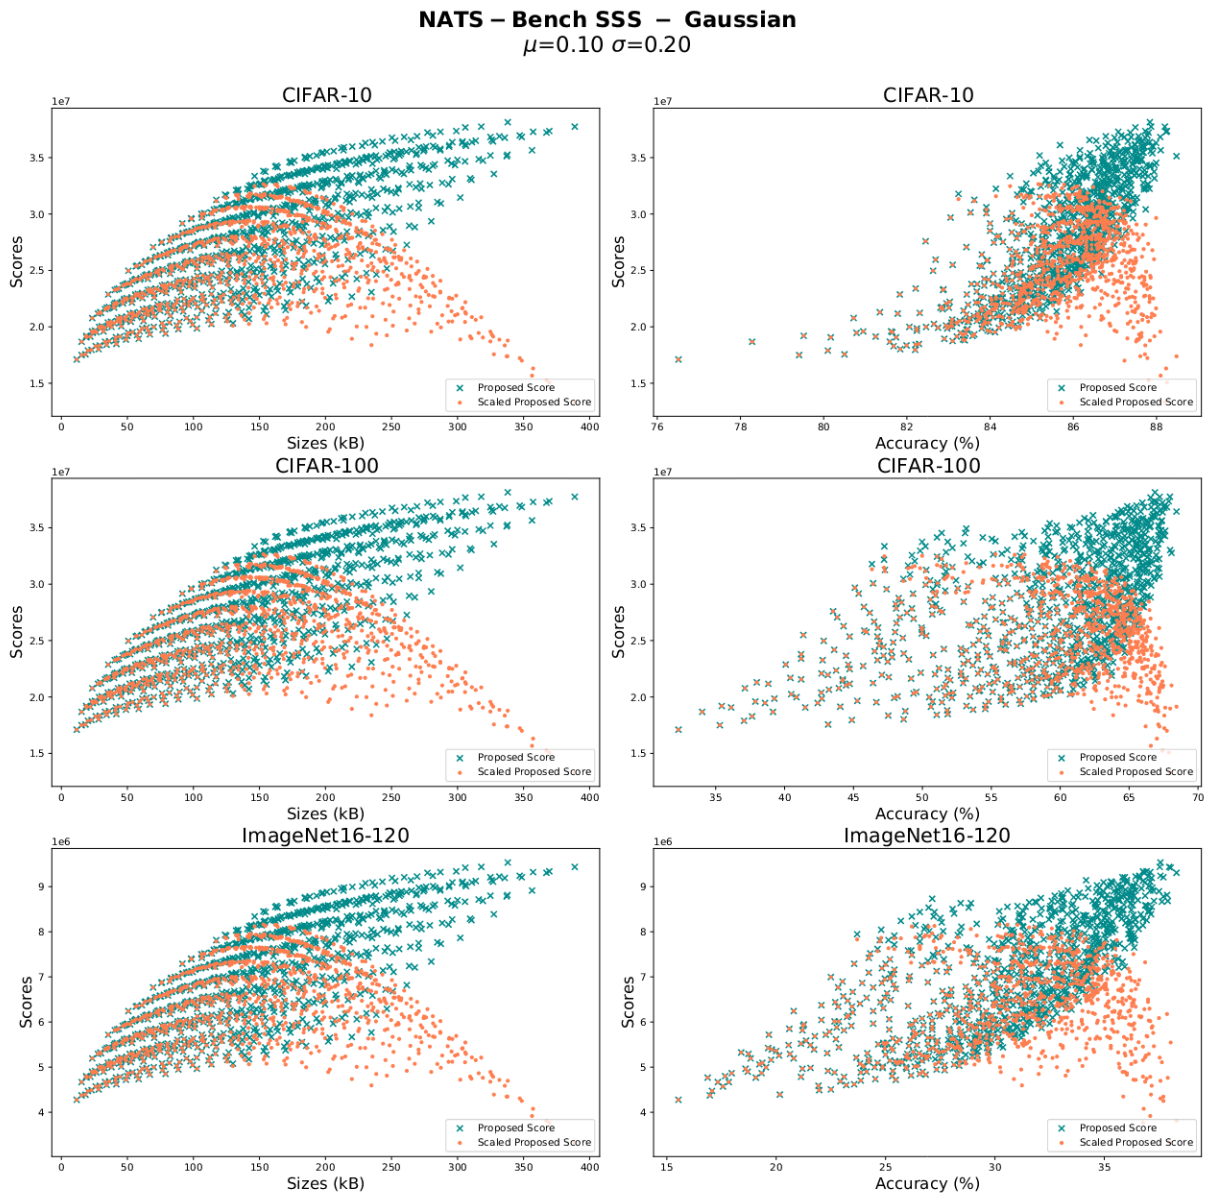 NATS – Bench SSS – Gaussian
μ=0.10 σ=0.20
CIFAR-10
1e7
Scores
3.5
3.0
2.5
2.0
1.5
0 50 100 150 200 250 300 350 400
Sizes (kB)
Proposed Score
Scaled Proposed Score
CIFAR-10
1e7
Scores
3.5
3.0
2.5
2.0
1.5
76 78 80 82 84 86 88
Accuracy (%)
Proposed Score
Scaled Proposed Score
CIFAR-100
1e7
Scores
3.5
3.0
2.5
2.0
1.5
0 50 100 150 200 250 300 350 400
Sizes (kB)
Proposed Score
Scaled Proposed Score
CIFAR-100
1e7
Scores
3.5
3.0
2.5
2.0
1.5
35 40 45 50 55 60 65 70
Accuracy (%)
Proposed Score
Scaled Proposed Score
ImageNet16-120
1e6
Scores
9
8
7
6
5
4
0 50 100 150 200 250 300 350 400
Sizes (kB)
Proposed Score
Scaled Proposed Score
ImageNet16-120
1e6
Scores
9
8
7
6
5
4
15 20 25 30 35
Accuracy (%)
Proposed Score
Scaled Proposed Score